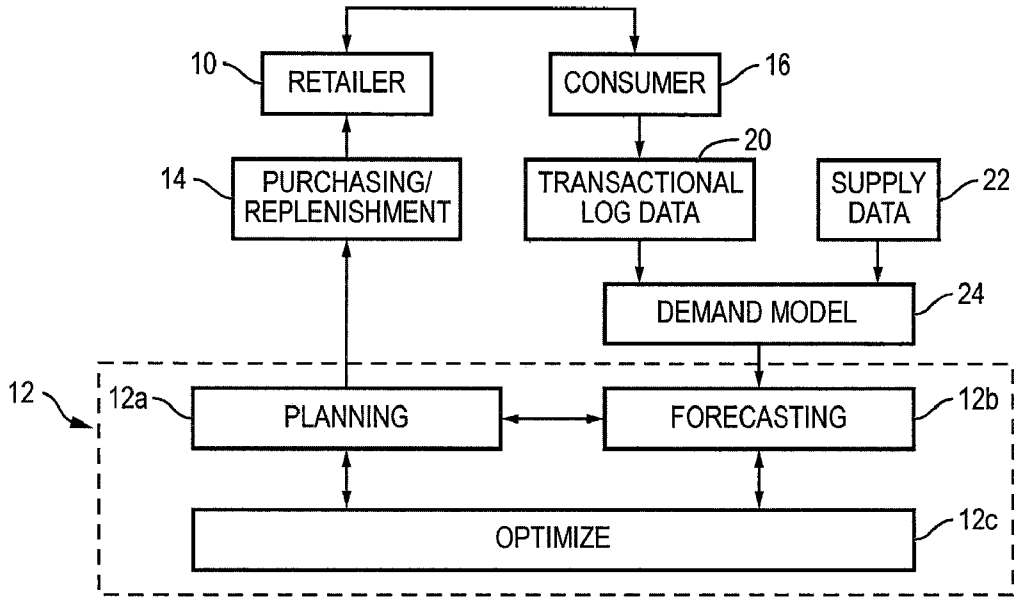 10
RETAILER
CONSUMER
16
14
PURCHASING/
REPLENISHMENT
20
TRANSACTIONAL
LOG DATA
SUPPLY
DATA
22
DEMAND MODEL
24
12
12a
PLANNING
FORECASTING
12b
OPTIMIZE
12c